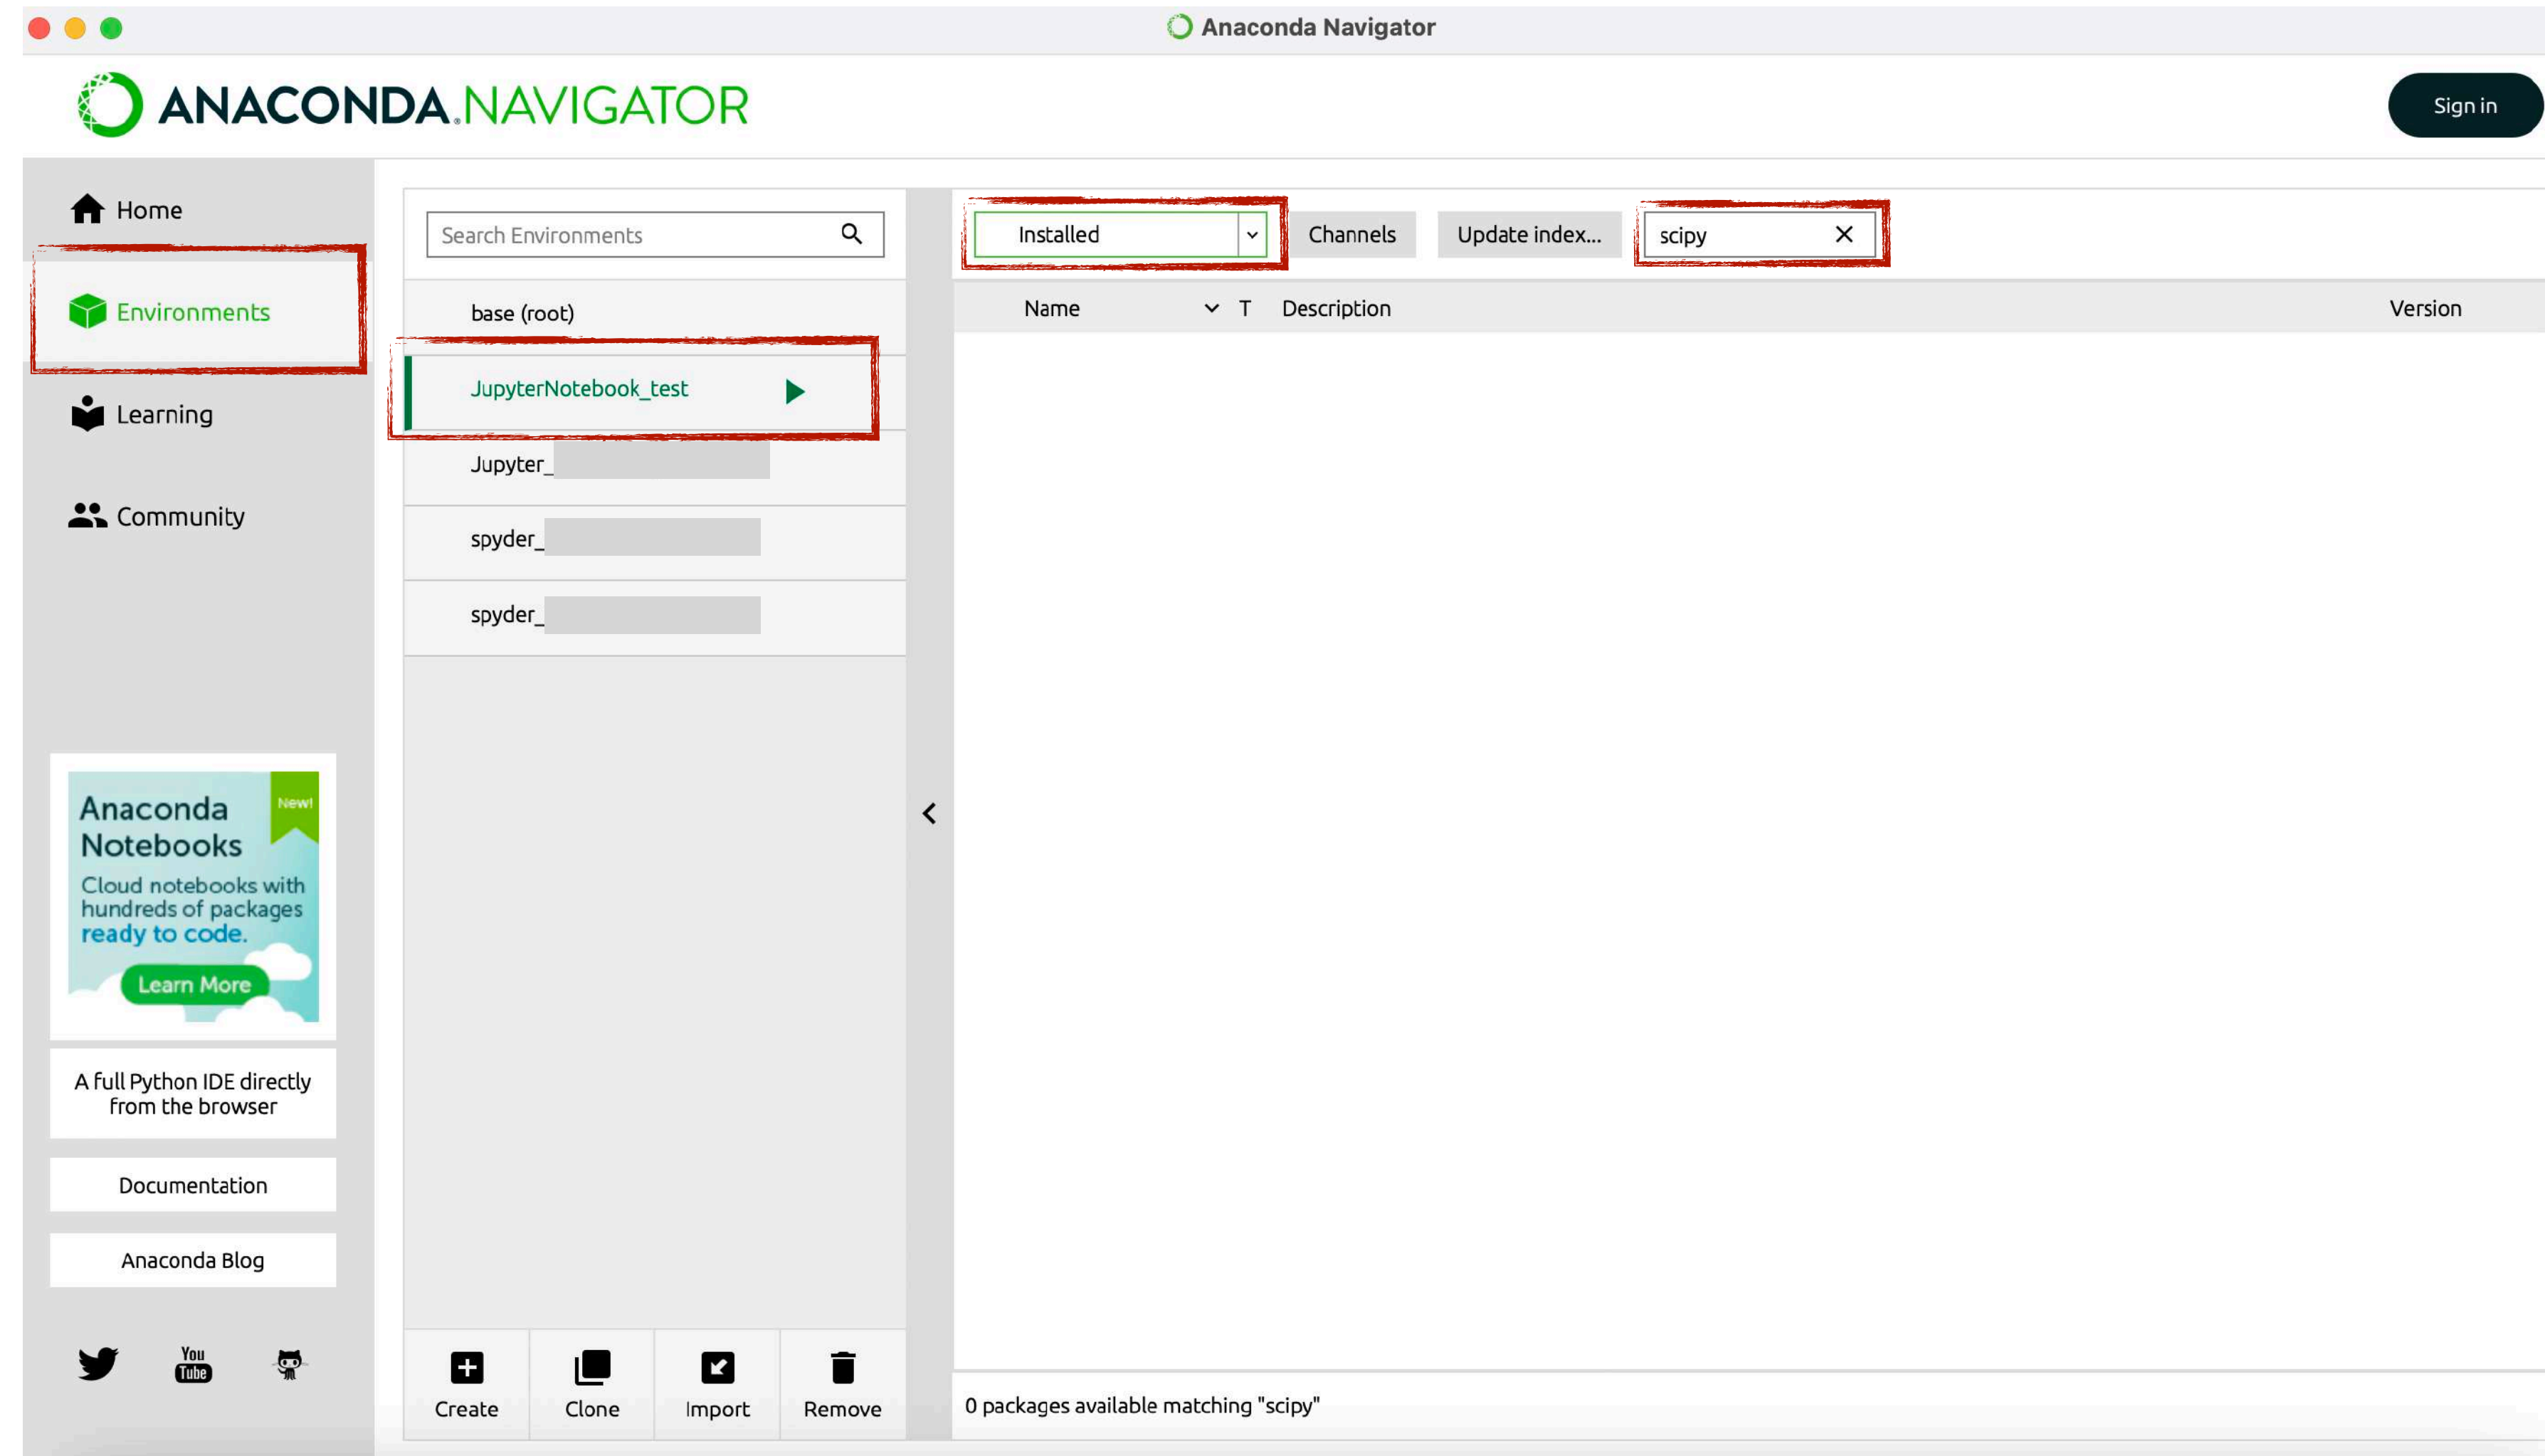 Anaconda Navigator
ANACONDA.NAVIGATOR
Sign in
Home
Environments
Learning
Community
Anaconda
Notebooks
New!
Cloud notebooks with
hundreds of packages
ready to code.
Learn More
A full Python IDE directly
from the browser
Documentation
Anaconda Blog
You
Tube
Search Environments
base (root)
JupyterNotebook_test
Jupyter_
spyder_
spyder_
Create
Clone
Import
Remove
Installed
Channels
Update index...
scipy
Name
T
Description
Version
0 packages available matching "scipy"